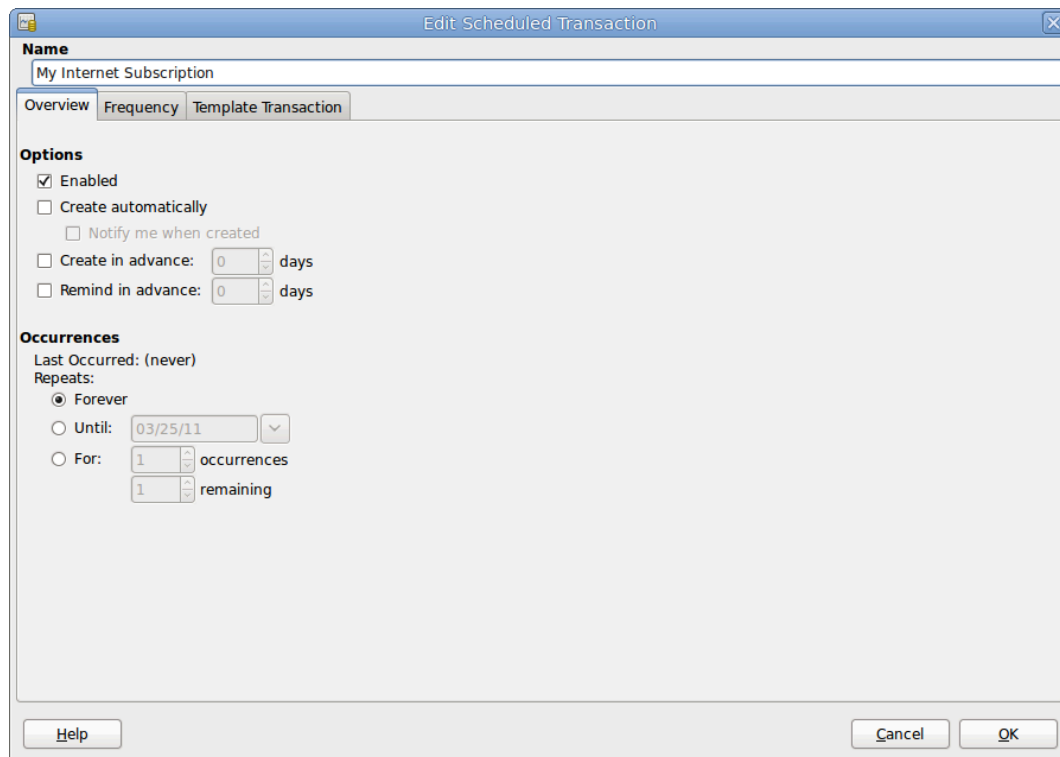 Edit Scheduled Transaction
Name
My Internet Subscription
Overview Frequency Template Transaction
Options
Enabled
Create automatically
Notify me when created
Create in advance: 0 days
Remind in advance: 0 days
Occurrences
Last Occurred: (never)
Repeats:
Forever
Until: 03/25/11
For: 1 occurrences
1 remaining
Help Cancel OK